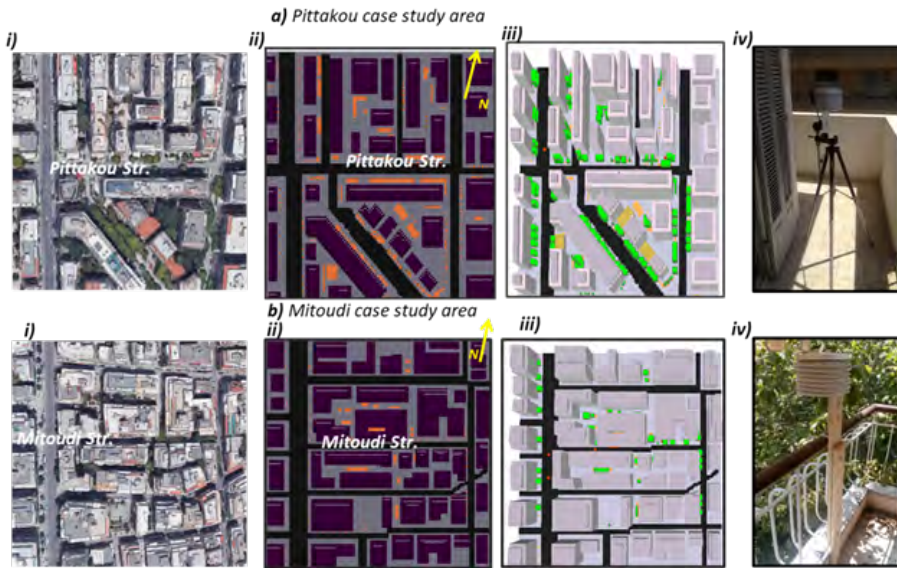 a) Pittakou case study area
i)
ii)
iii)
iv)
N
Pittakou Str.
Pittakou Str.
b) Mitoudi case study area
i)
ii)
iii)
iv)
N
Mitoudi Str.
Mitoudi Str.